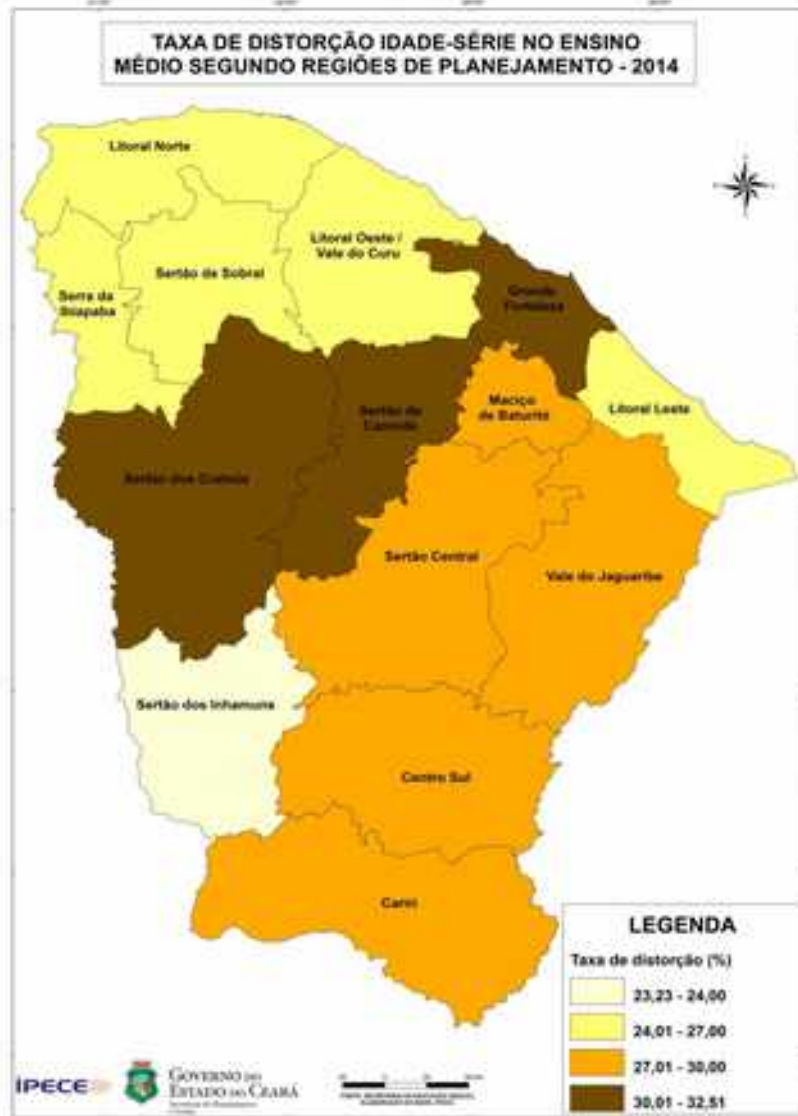 TAXA DE DISTORÇÃO IDADE-SÉRIE NO ENSINO
MÉDIO SEGUNDO REGIÕES DE PLANEJAMENTO - 2014
Litoral Norte
Litoral Oeste /
Vale do Curu
Sertão de Sobral
Serra da
Ibiapaba
Grande
Fortaleza
Maciço
de Baturité
Sertão de
Canindé
Litoral Leste
Sertão dos Crateús
Sertão Central
Vale do Jaguaribe
Sertão dos Inhamuns
Centro Sul
Cariri
LEGENDA
Taxa de distorção (%)
23,23 - 24,00
24,01 - 27,00
27,01 - 30,00
30,01 - 32,51
IPECE
GOVERNO DO
ESTADO DO CEARÁ